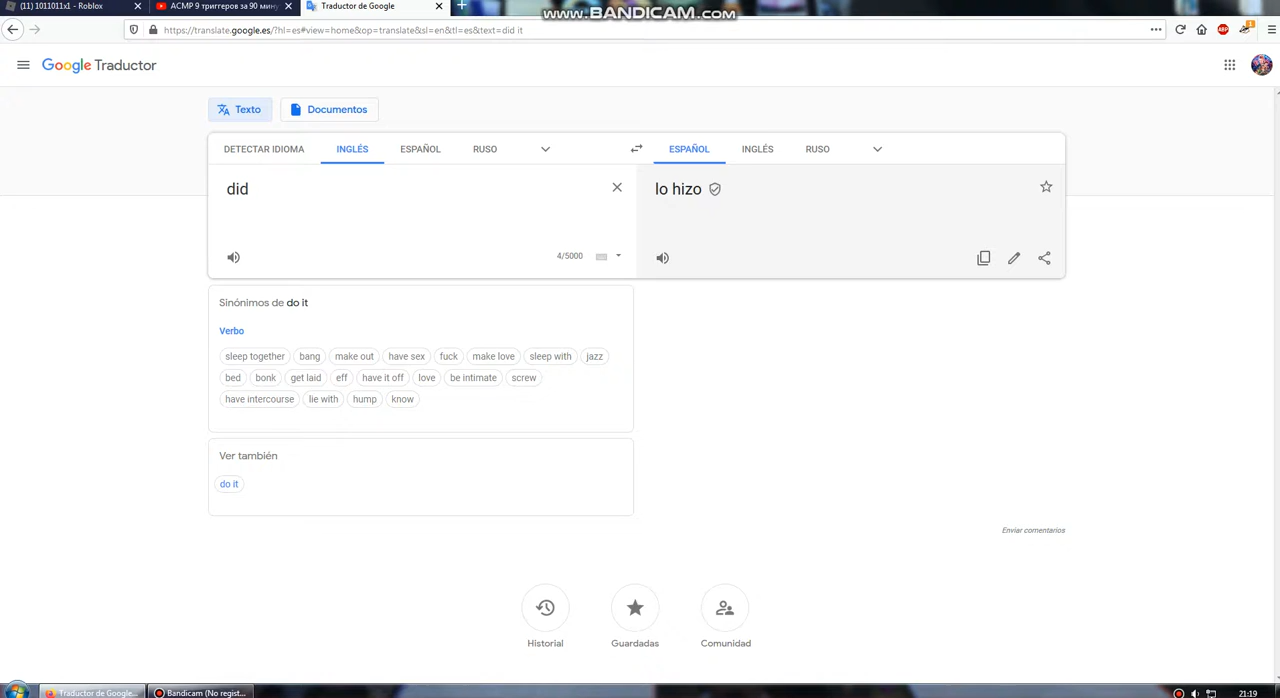 (11) 1011011x1 - Roblox
АСМР 9 триггеров за 90 мину
Traductor de Google
www.BANDICAM.com
https://translate.google.es/?hl=es#view=home&op=translate&sl=en&tl=es&text=did it
ABP
1
Google Traductor
Texto
Documentos
DETECTAR IDIOMA INGLÉS ESPAÑOL RUSO
ESPAÑOL INGLÉS RUSO
did
lo hizo
4/5000
Sinónimos de do it
Verbo
sleep together bang make out have sex fuck make love sleep with jazz
bed bonk get laid eff have it off love be intimate screw
have intercourse lie with hump know
Ver también
do it
Enviar comentarios
Historial
Guardadas
Comunidad
Traductor de Google...
Bandicam (No regist...
21:19